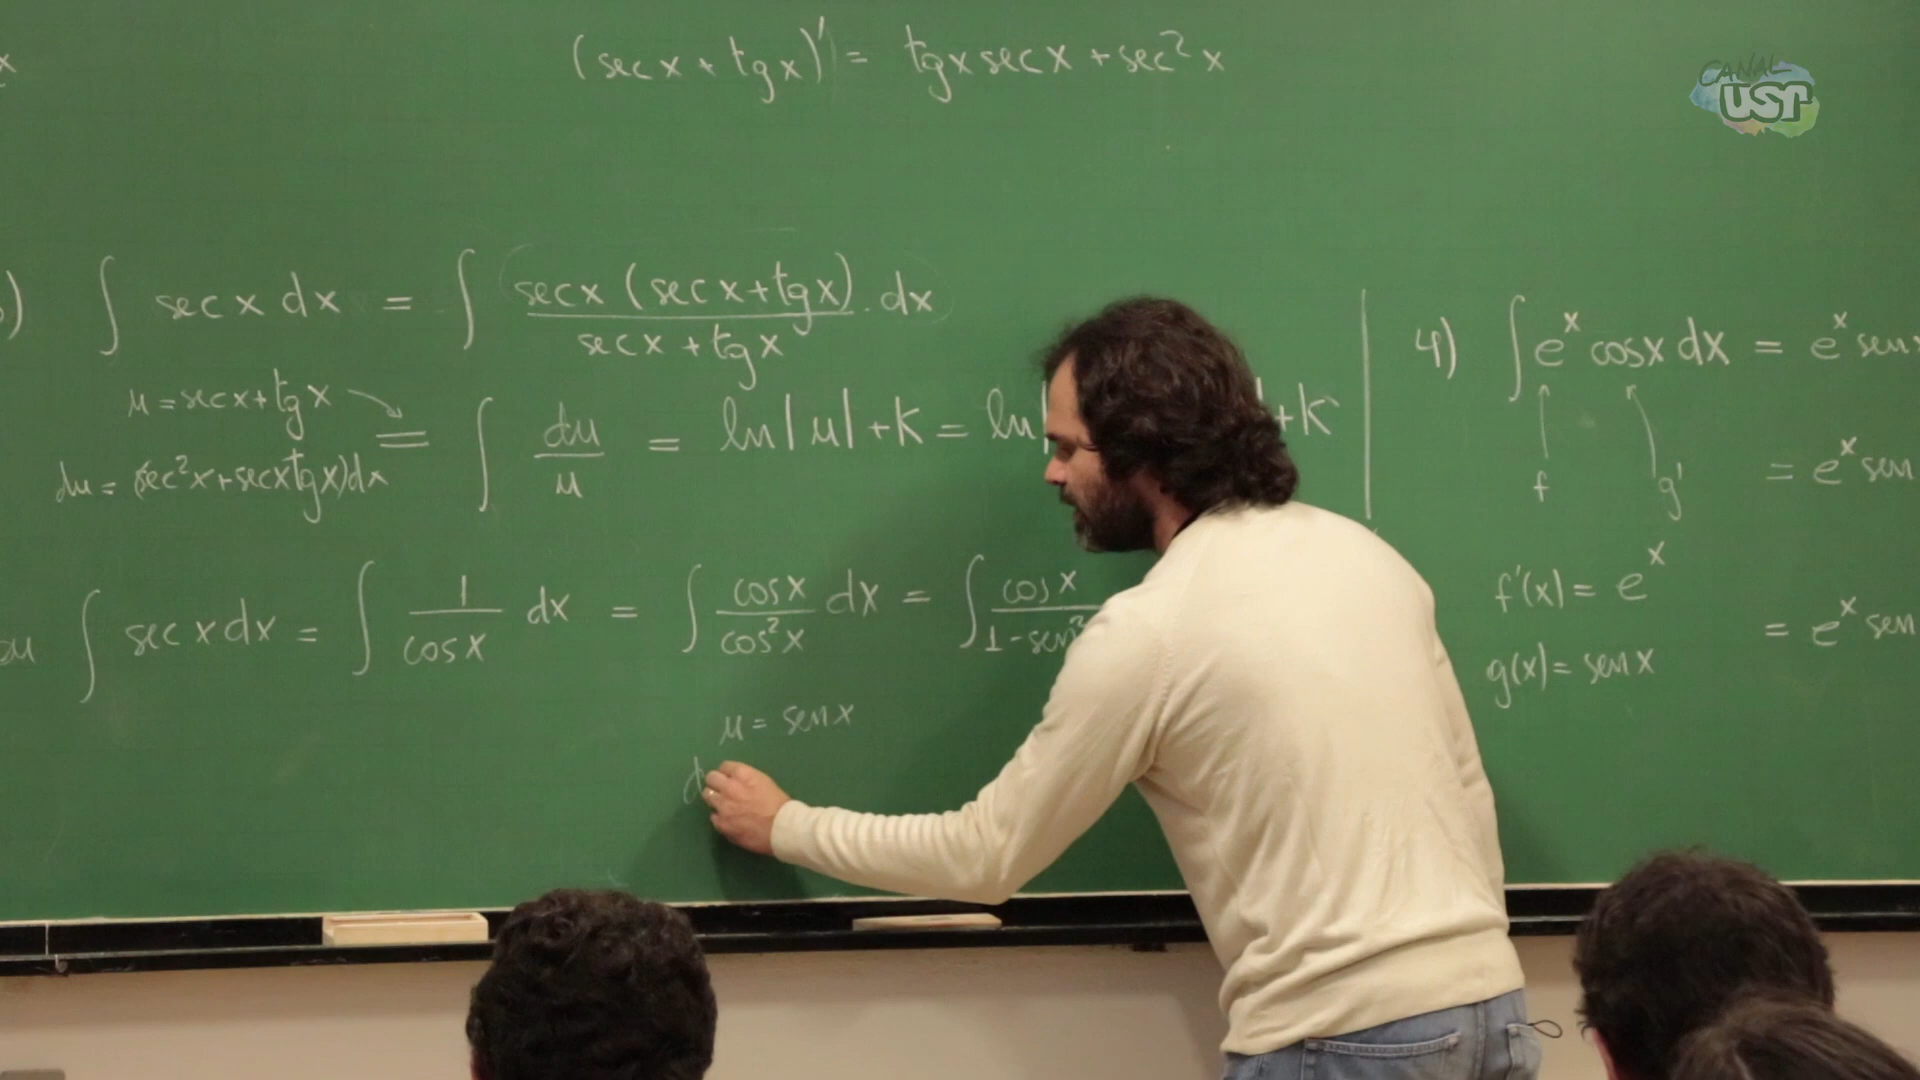 x
(sec x + tg x)' = tg x sec x + sec² x
CANAL
USP
) ∫ sec x dx = ∫ sec x (sec x + tg x) / sec x + tg x . dx
u = sec x + tg x
= ∫ du / u = ln|u| + k = ln| + k
du = (sec² x + sec x tg x) dx
ou ∫ sec x dx = ∫ 1 / cos x dx = ∫ cos x / cos² x dx = ∫ cos x / 1 - sen²
u = sen x
d
4) ∫ eˣ cos x dx = eˣ sen x
f g'
= eˣ sen
f'(x) = eˣ
g(x) = sen x
= eˣ sen